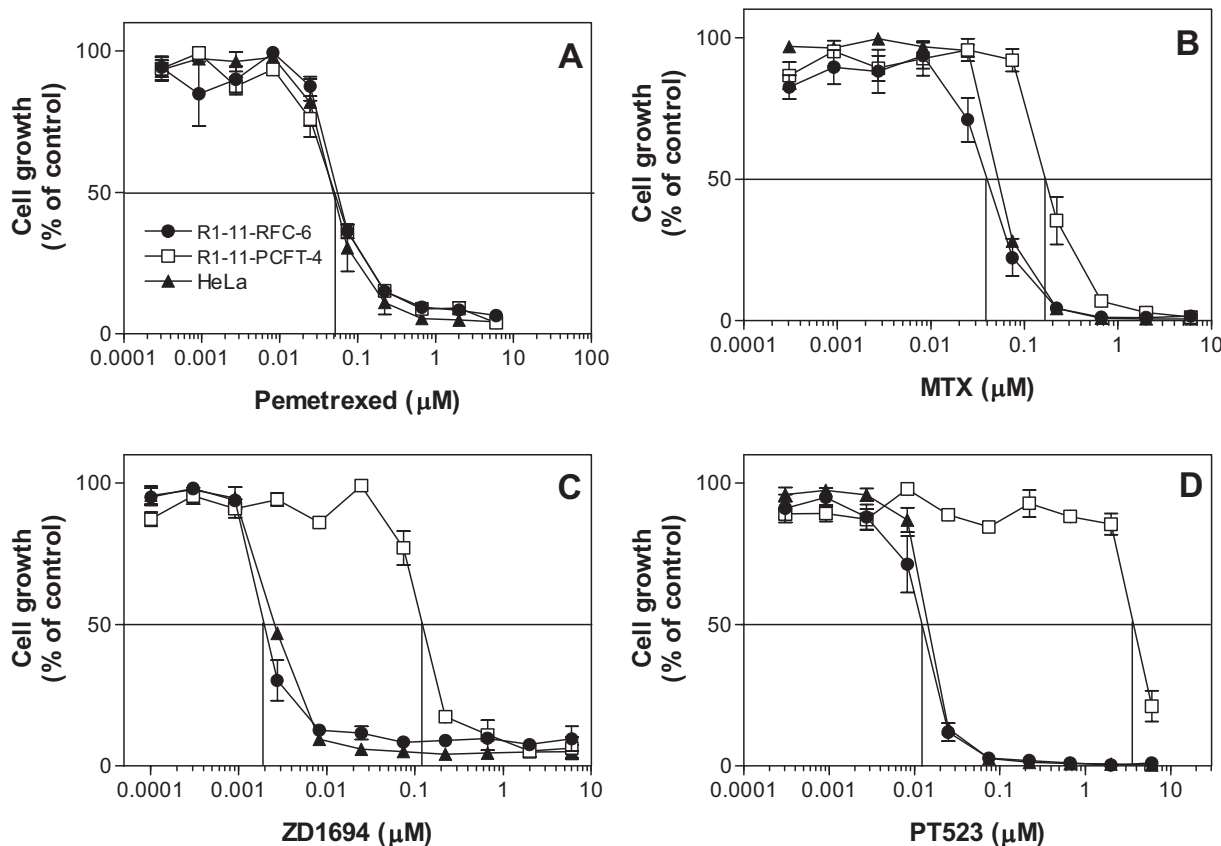 A
Cell growth
(% of control)
100
50
0
R1-11-RFC-6
R1-11-PCFT-4
HeLa
0.0001 0.001 0.01 0.1 1 10 100
Pemetrexed (µM)
B
Cell growth
(% of control)
100
50
0
0.0001 0.001 0.01 0.1 1 10
MTX (µM)
C
Cell growth
(% of control)
100
50
0
0.0001 0.001 0.01 0.1 1 10
ZD1694 (µM)
D
Cell growth
(% of control)
100
50
0
0.0001 0.001 0.01 0.1 1 10
PT523 (µM)